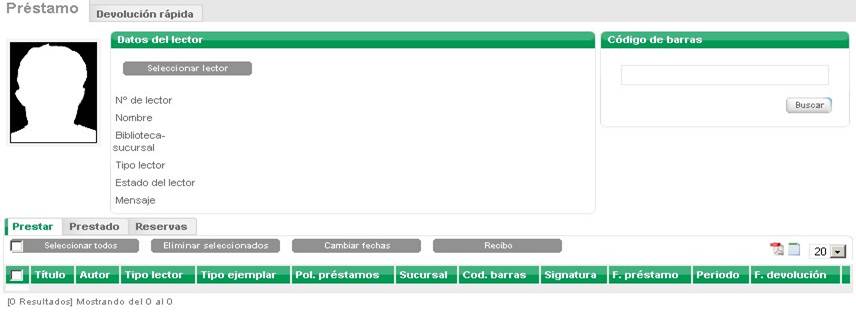 Préstamo Devolución rápida
Datos del lector
Código de barras
Seleccionar lector
Buscar
Nº de lector
Nombre
Biblioteca-
sucursal
Tipo lector
Estado del lector
Mensaje
Prestar Prestado Reservas
Seleccionar todos Eliminar seleccionados Cambiar fechas Recibo 20
Título Autor Tipo lector Tipo ejemplar Pol. préstamos Sucursal Cod. barras Signatura F. préstamo Periodo F. devolución
[0 Resultados] Mostrando del 0 al 0